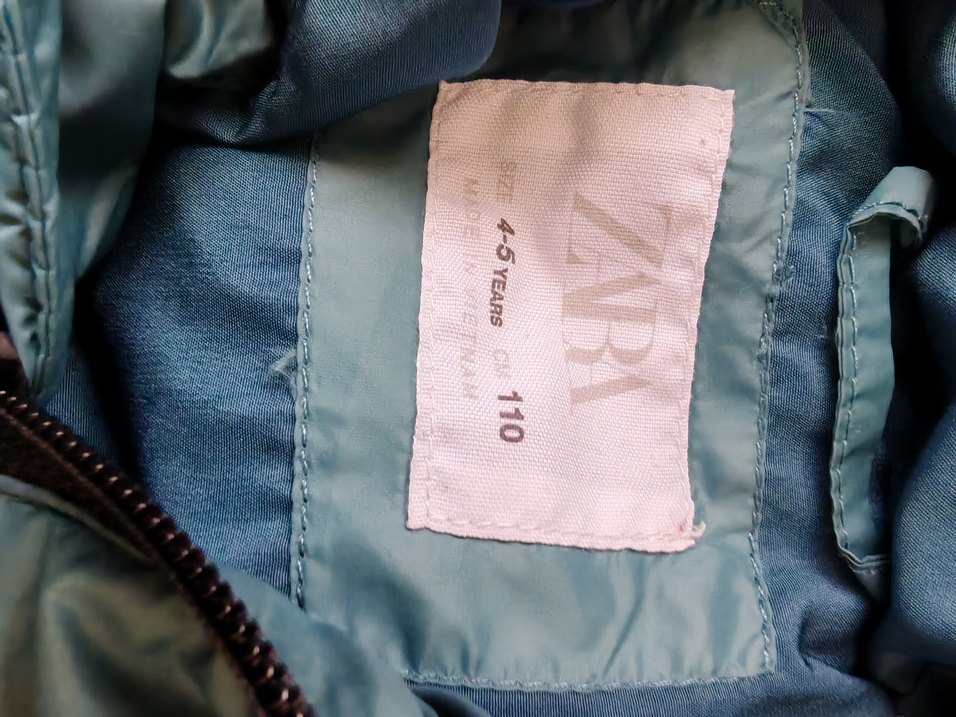 ZARA
SIZE 4-5 YEARS CM 110
MADE IN VIETNAM